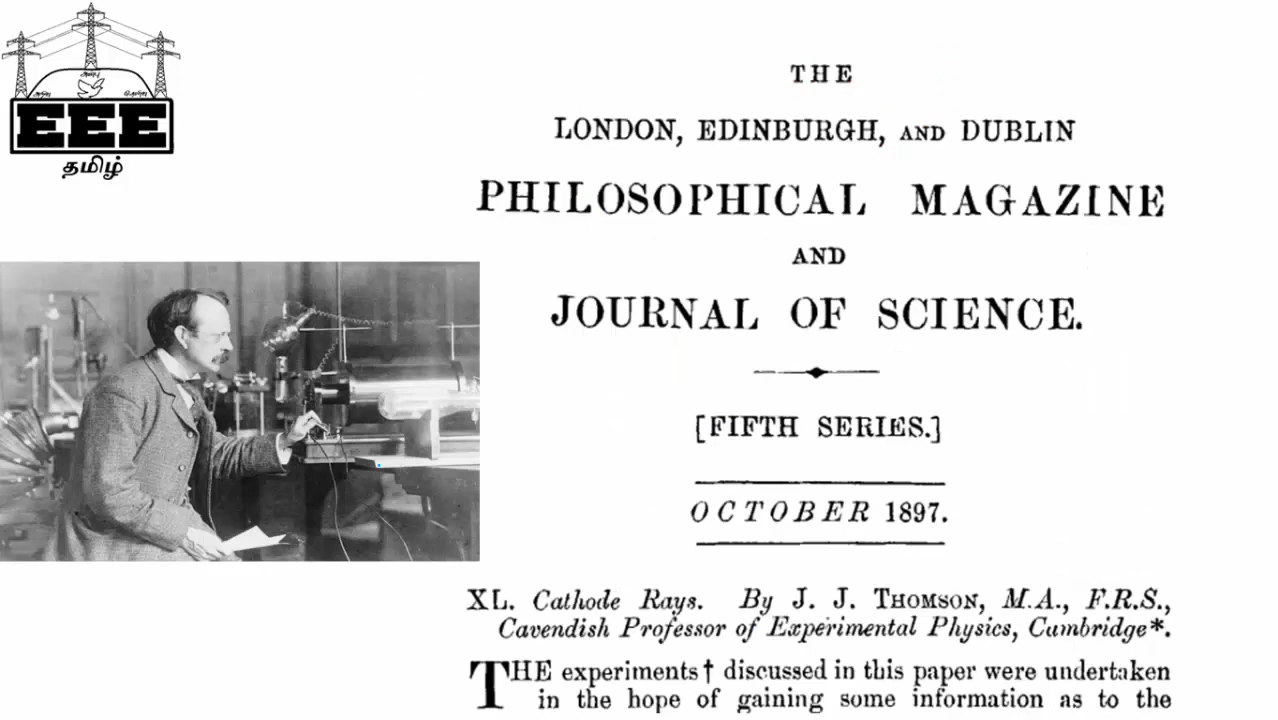 EEE
தமிழ்
THE
LONDON, EDINBURGH, AND DUBLIN
PHILOSOPHICAL MAGAZINE
AND
JOURNAL OF SCIENCE.
[FIFTH SERIES.]
OCTOBER 1897.
XL. Cathode Rays. By J. J. THOMSON, M.A., F.R.S.,
Cavendish Professor of Experimental Physics, Cambridge*.
THE experiments† discussed in this paper were undertaken
in the hope of gaining some information as to the